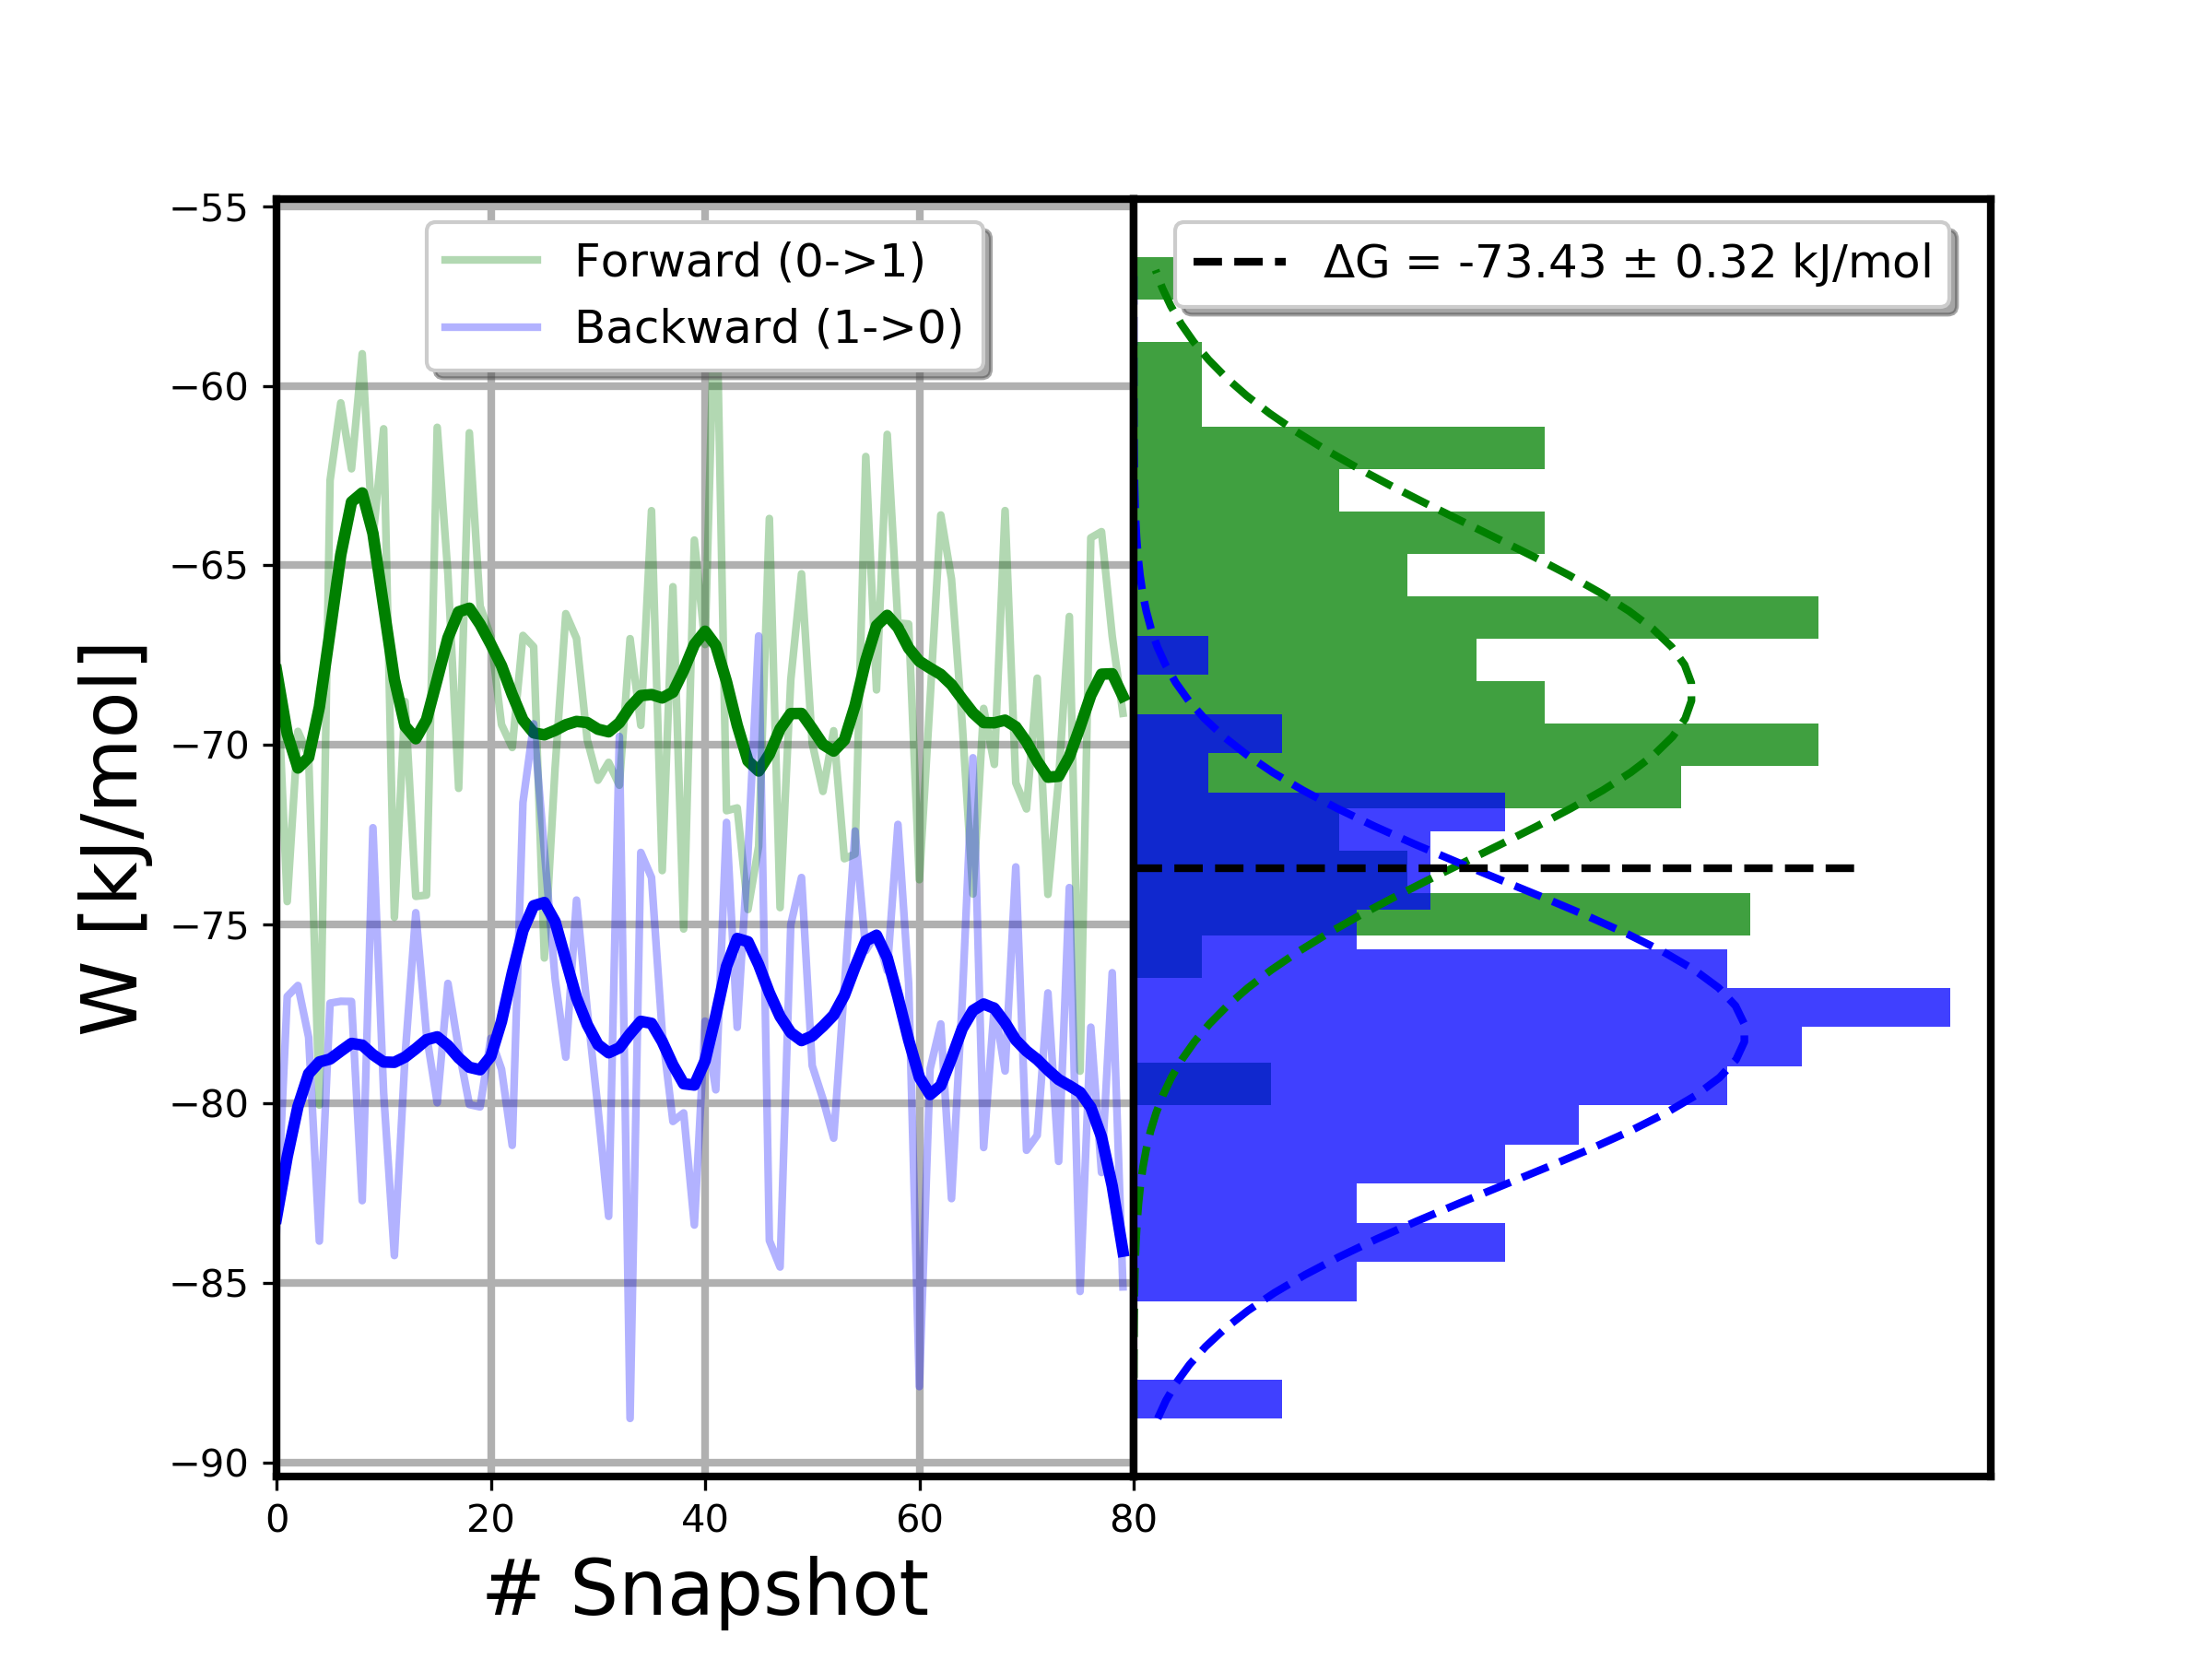 Forward (0->1)
Backward (1->0)
ΔG = -73.43 ± 0.32 kJ/mol
W [kJ/mol]
−55
−60
−65
−70
−75
−80
−85
−90
0 20 40 60 80
# Snapshot